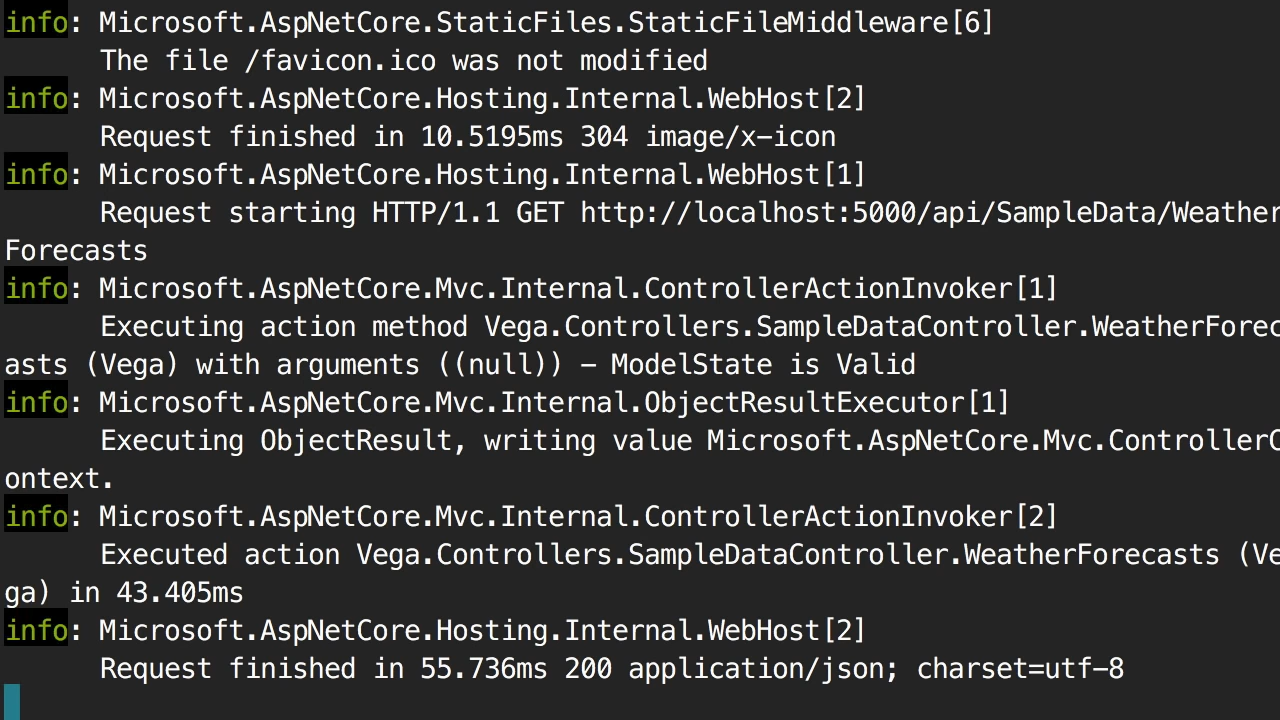 info: Microsoft.AspNetCore.StaticFiles.StaticFileMiddleware[6]
      The file /favicon.ico was not modified
info: Microsoft.AspNetCore.Hosting.Internal.WebHost[2]
      Request finished in 10.5195ms 304 image/x-icon
info: Microsoft.AspNetCore.Hosting.Internal.WebHost[1]
      Request starting HTTP/1.1 GET http://localhost:5000/api/SampleData/Weather
Forecasts
info: Microsoft.AspNetCore.Mvc.Internal.ControllerActionInvoker[1]
      Executing action method Vega.Controllers.SampleDataController.WeatherForec
asts (Vega) with arguments ((null)) - ModelState is Valid
info: Microsoft.AspNetCore.Mvc.Internal.ObjectResultExecutor[1]
      Executing ObjectResult, writing value Microsoft.AspNetCore.Mvc.ControllerC
ontext.
info: Microsoft.AspNetCore.Mvc.Internal.ControllerActionInvoker[2]
      Executed action Vega.Controllers.SampleDataController.WeatherForecasts (Ve
ga) in 43.405ms
info: Microsoft.AspNetCore.Hosting.Internal.WebHost[2]
      Request finished in 55.736ms 200 application/json; charset=utf-8